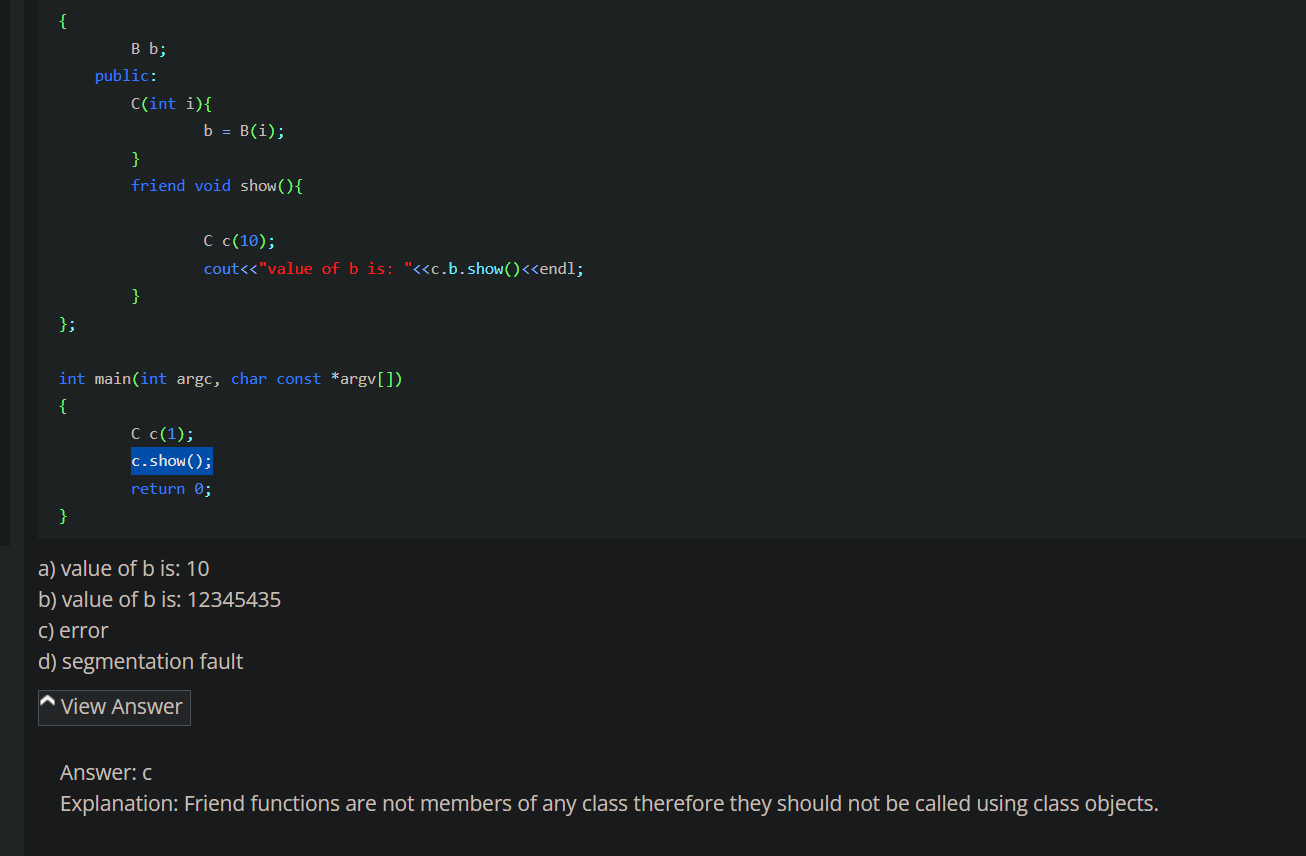 {
B b;
public:
C(int i){
b = B(i);
}
friend void show(){
C c(10);
cout<<"value of b is: "<<c.b.show()<<endl;
}
};
int main(int argc, char const *argv[])
{
C c(1);
c.show();
return 0;
}
a) value of b is: 10
b) value of b is: 12345435
c) error
d) segmentation fault
View Answer
Answer: c
Explanation: Friend functions are not members of any class therefore they should not be called using class objects.